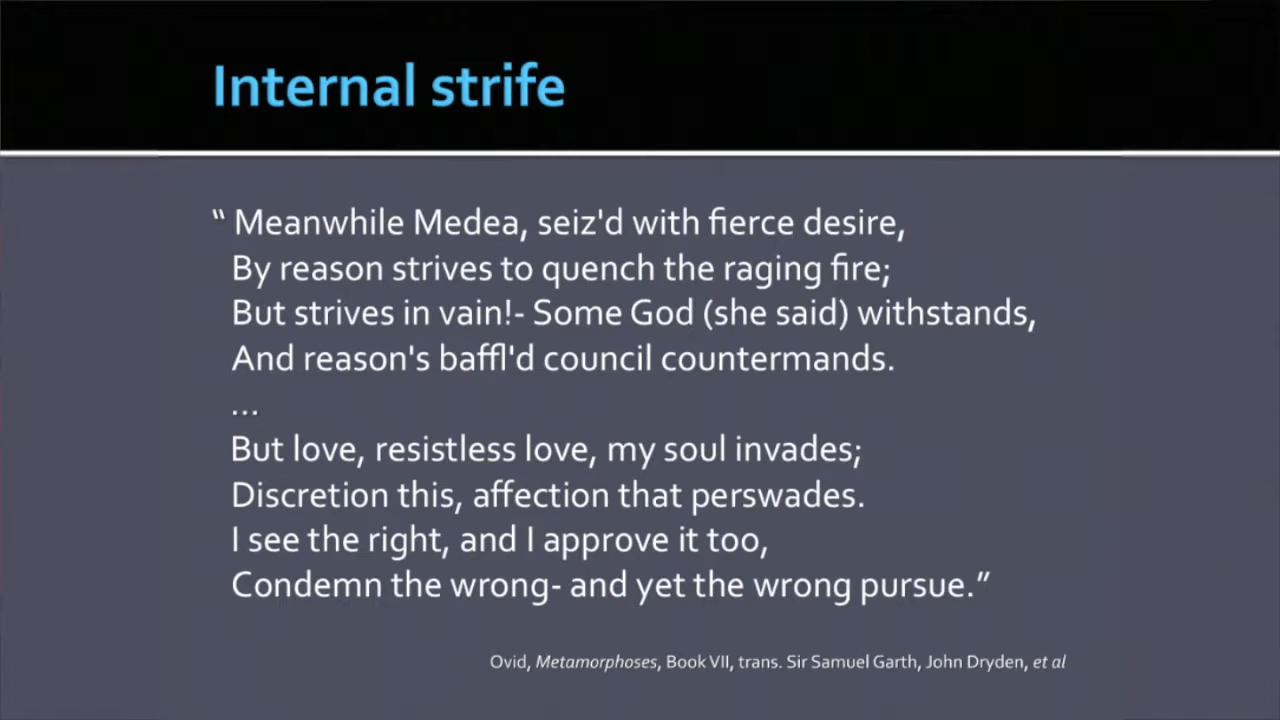 Internal strife
“ Meanwhile Medea, seiz'd with fierce desire,
By reason strives to quench the raging fire;
But strives in vain!- Some God (she said) withstands,
And reason's baffl'd council countermands.
...
But love, resistless love, my soul invades;
Discretion this, affection that perswades.
I see the right, and I approve it too,
Condemn the wrong- and yet the wrong pursue.”
Ovid, Metamorphoses, Book VII, trans. Sir Samuel Garth, John Dryden, et al